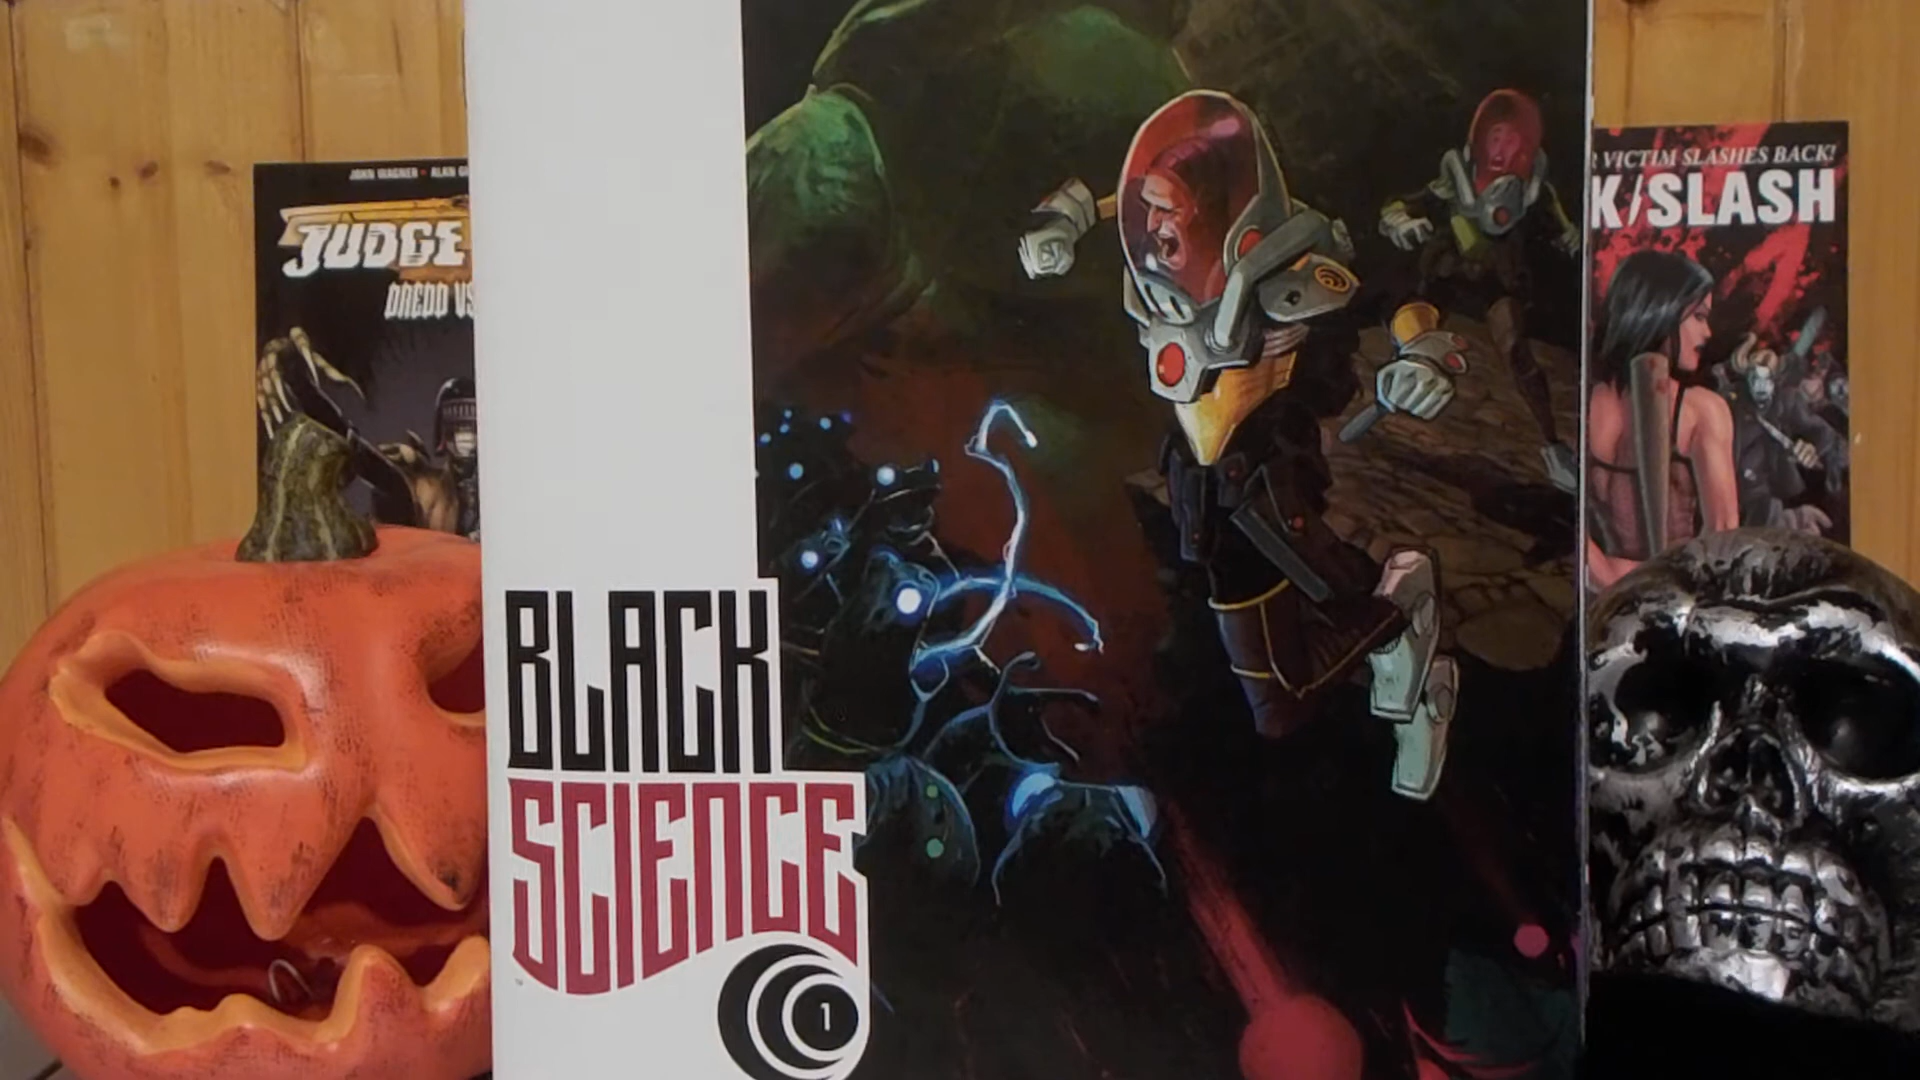 JOHN WAGNER • ALAN G
JUDGE
DREDD VS
BLACK
SCIENCE
1
R VICTIM SLASHES BACK!
K/SLASH